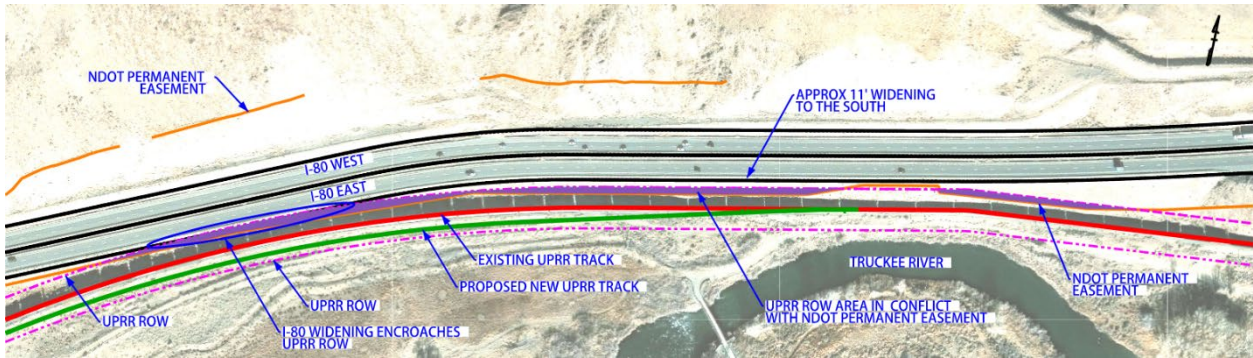 NDOT PERMANENT
EASEMENT
APPROX 11' WIDENING
TO THE SOUTH
I-80 WEST
I-80 EAST
EXISTING UPRR TRACK
PROPOSED NEW UPRR TRACK
UPRR ROW
UPRR ROW
I-80 WIDENING ENCROACHES
UPRR ROW
TRUCKEE RIVER
UPRR ROW AREA IN CONFLICT
WITH NDOT PERMANENT EASEMENT
NDOT PERMANENT
EASEMENT